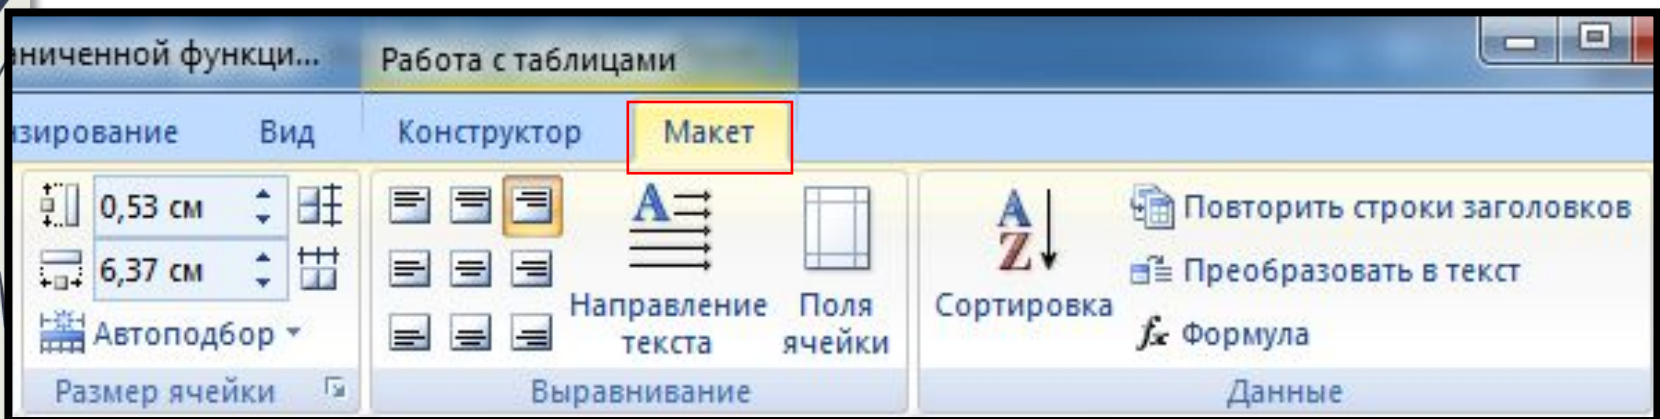 аниченной функци... Работа с таблицами
зирование Вид Конструктор Макет
0,53 см
6,37 см
Автоподбор
Размер ячейки
Направление текста
Поля ячейки
Выравнивание
A
Z
Сортировка
Повторить строки заголовков
Преобразовать в текст
fx Формула
Данные